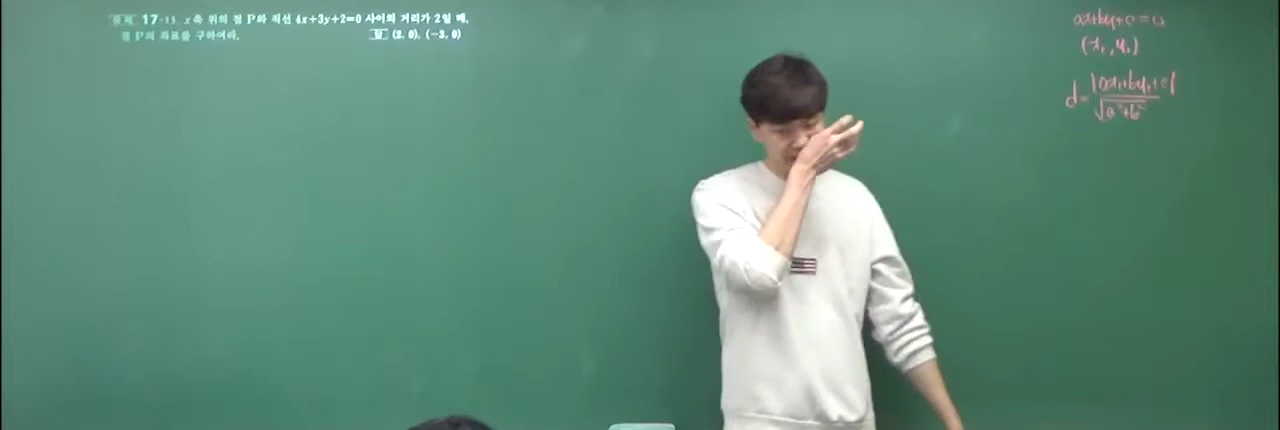 유제 17-15. x축 위의 점 P와 직선 4x+3y+2=0 사이의 거리가 2일 때,
점 P의 좌표를 구하여라. 답 (2, 0), (-3, 0)
ax+by+c=0
(x₁, y₁)
d = |ax₁+by₁+c| / √a²+b²